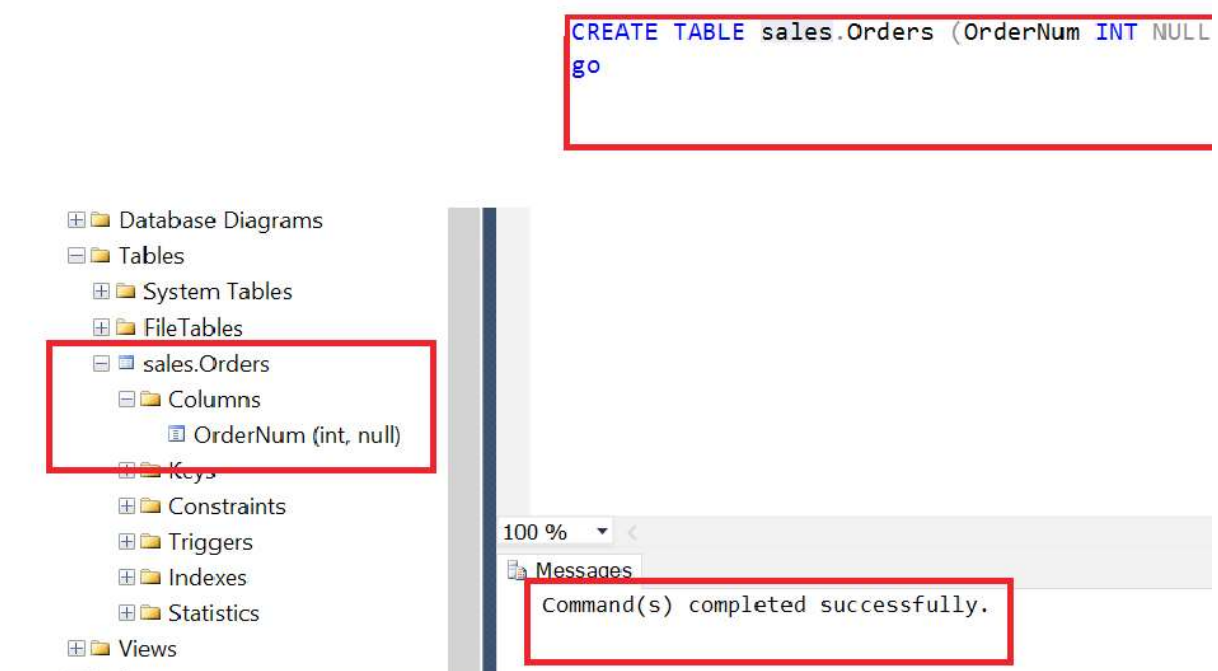 CREATE TABLE sales.Orders (OrderNum INT NULL
go
Database Diagrams
Tables
System Tables
FileTables
sales.Orders
Columns
OrderNum (int, null)
Keys
Constraints
Triggers
Indexes
Statistics
Views
100 %
Messages
Command(s) completed successfully.